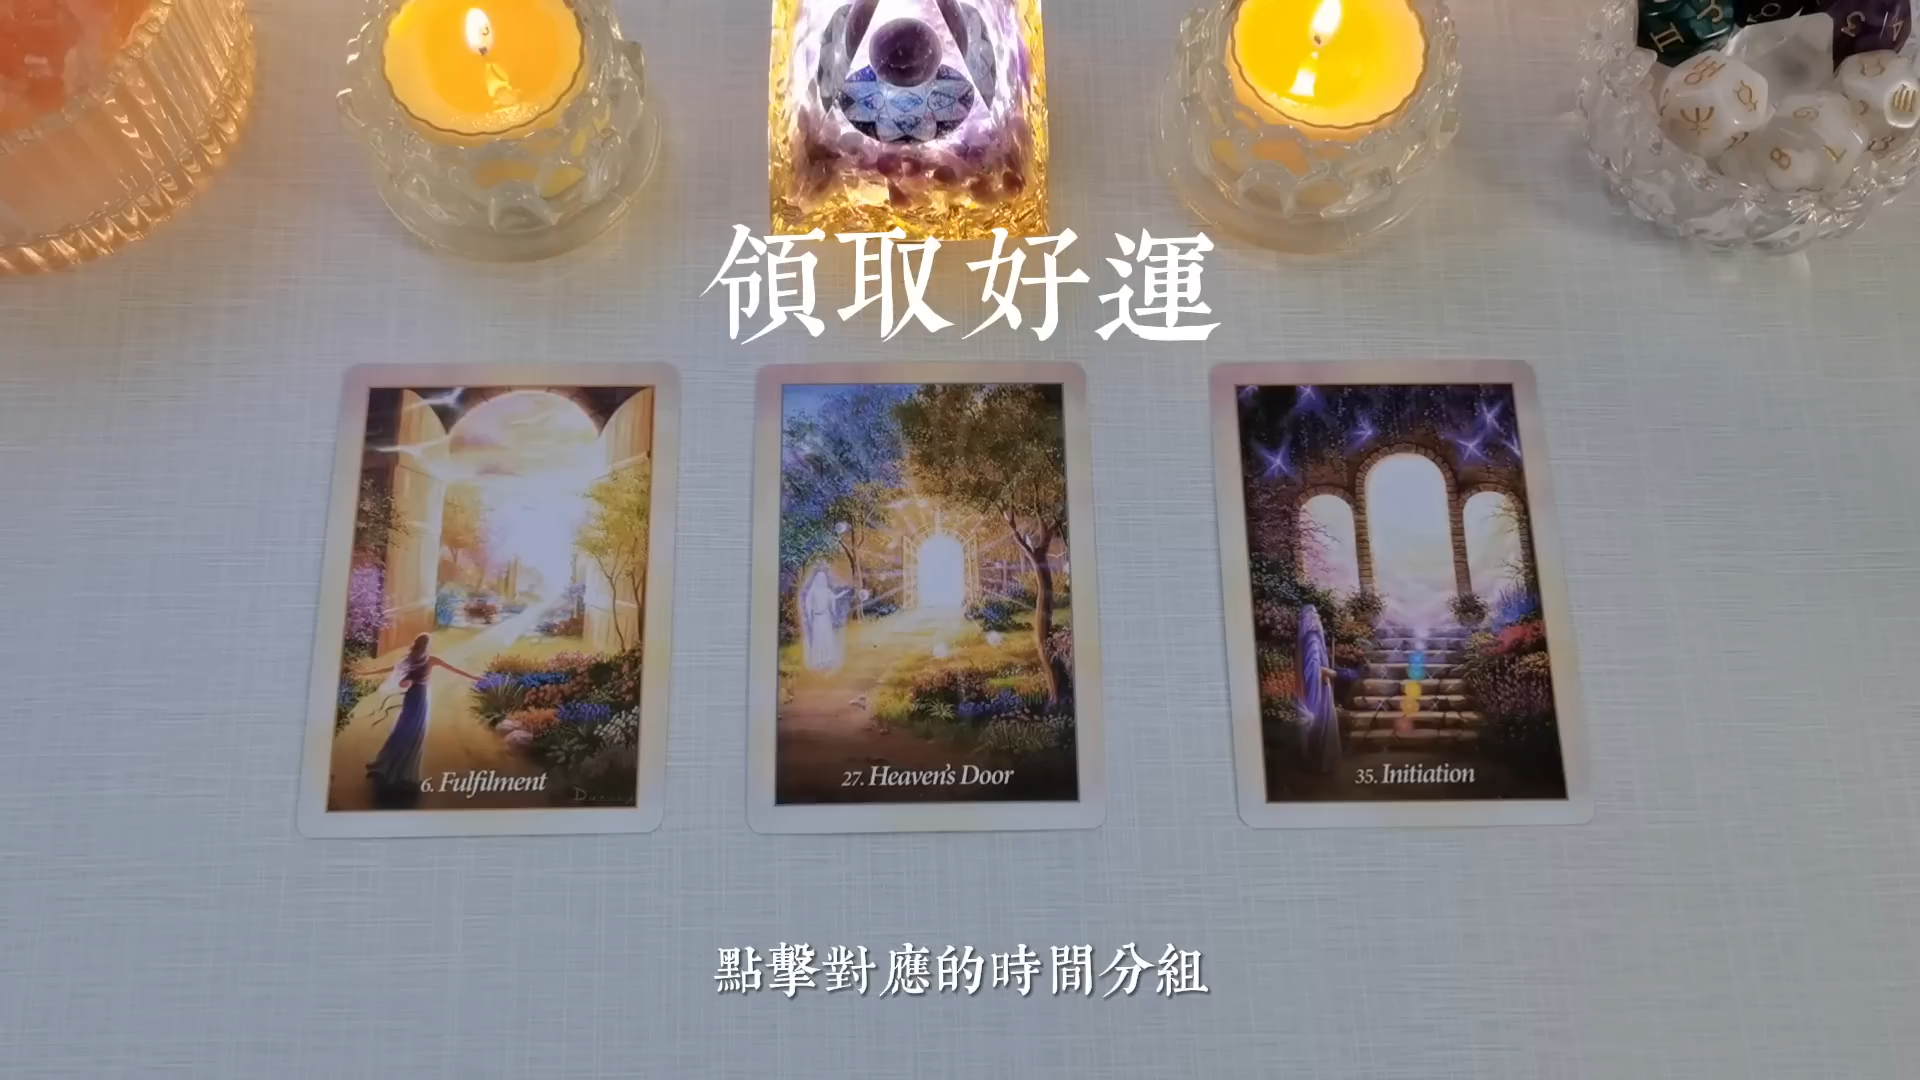 領取好運
6. Fulfilment
27. Heaven's Door
35. Initiation
點擊對應的時間分組